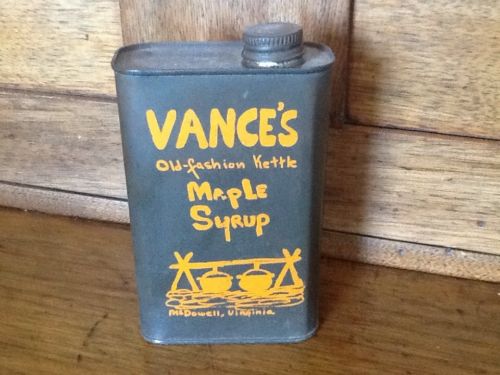 VANCE'S
Old-fashion Kettle
Maple
Syrup
McDowell, Virginia